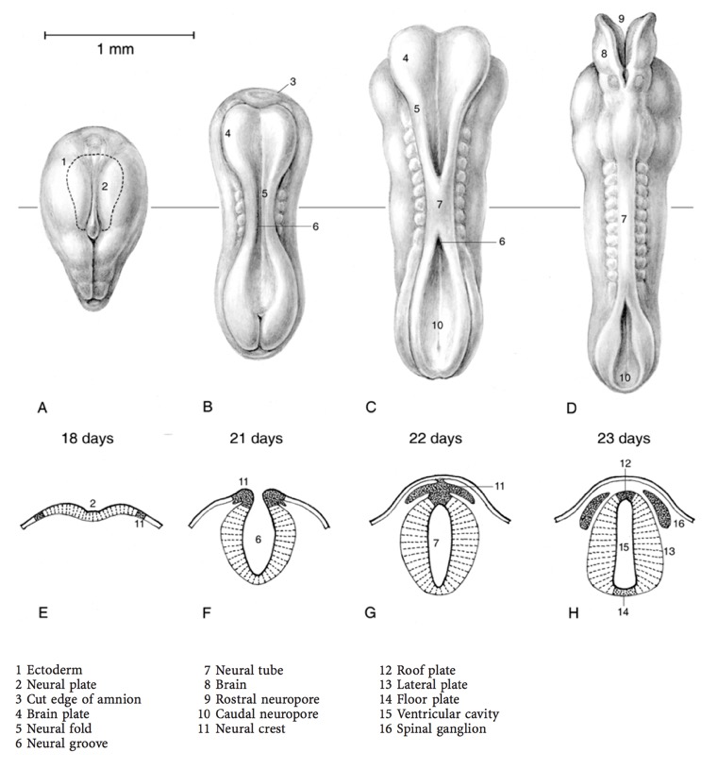 1 mm
9
4
8
3
5
4
1
2
5
7
7
6
6
10
10
A
B
C
D
18 days
21 days
22 days
23 days
12
11
11
2
11
16
6
7
15
13
E
F
G
H
14
1 Ectoderm
2 Neural plate
3 Cut edge of amnion
4 Brain plate
5 Neural fold
6 Neural groove
7 Neural tube
8 Brain
9 Rostral neuropore
10 Caudal neuropore
11 Neural crest
12 Roof plate
13 Lateral plate
14 Floor plate
15 Ventricular cavity
16 Spinal ganglion